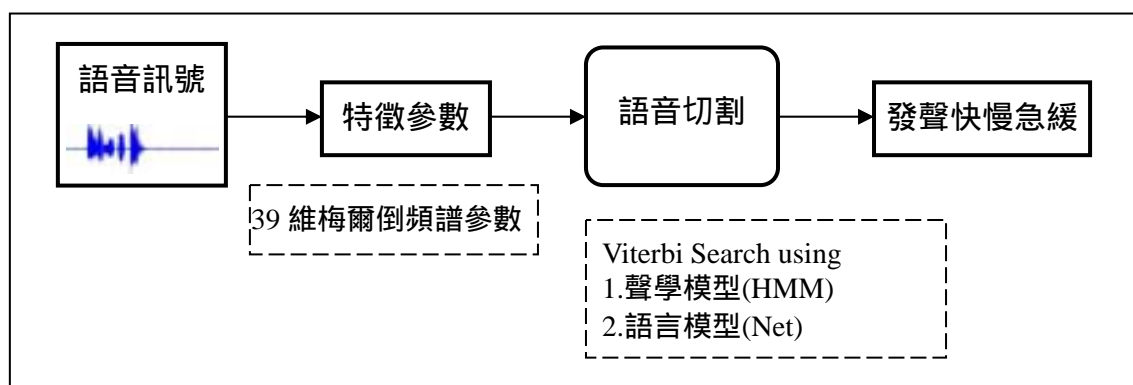 語音訊號
特徵參數
語音切割
發聲快慢急緩
39 維梅爾倒頻譜參數
Viterbi Search using
1.聲學模型(HMM)
2.語言模型(Net)